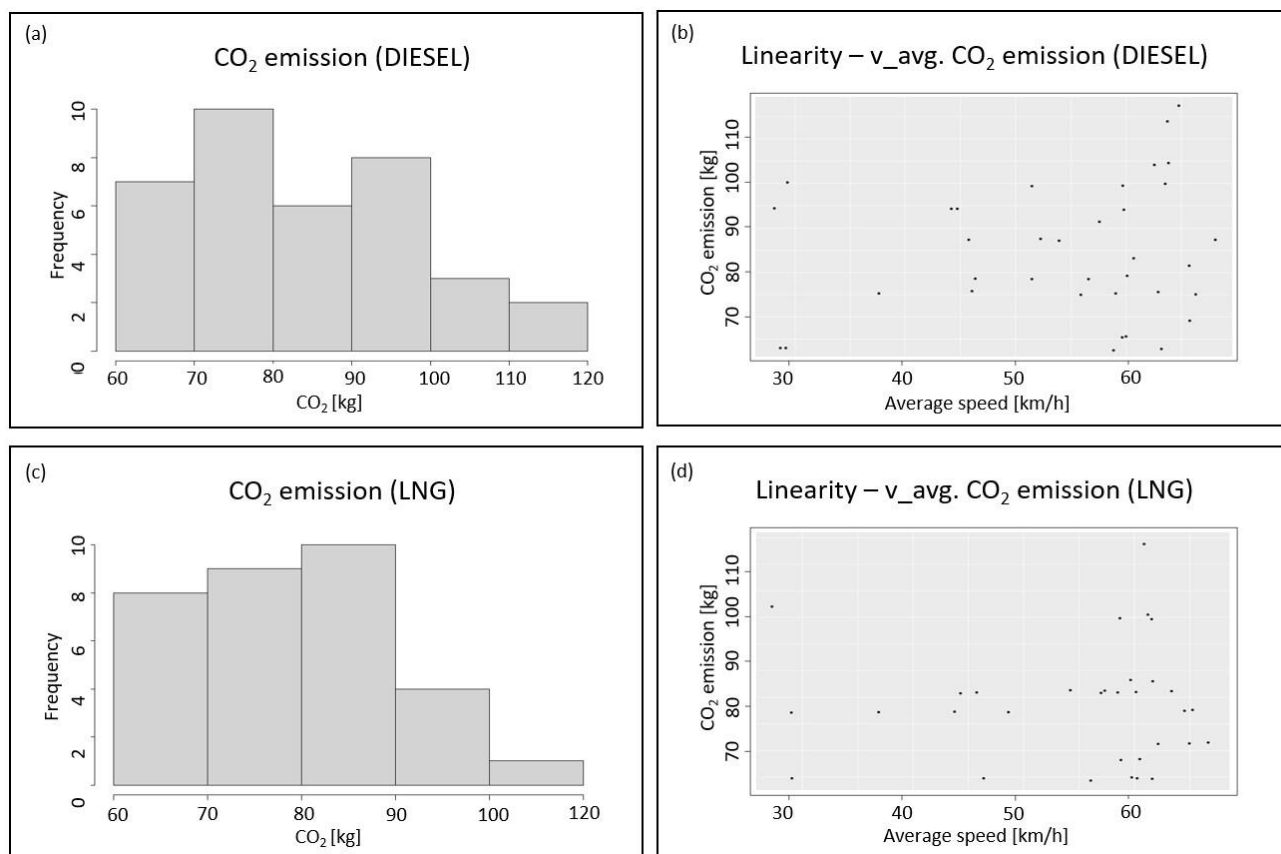 (a)
CO₂ emission (DIESEL)
Frequency
10
8
6
4
2
0
60 70 80 90 100 110 120
CO₂ [kg]
(b)
Linearity – v_avg. CO₂ emission (DIESEL)
CO₂ emission [kg]
110
100
90
80
70
30 40 50 60
Average speed [km/h]
(c)
CO₂ emission (LNG)
Frequency
10
8
6
4
2
0
60 70 80 90 100 120
CO₂ [kg]
(d)
Linearity – v_avg. CO₂ emission (LNG)
CO₂ emission [kg]
110
100
90
80
70
30 40 50 60
Average speed [km/h]